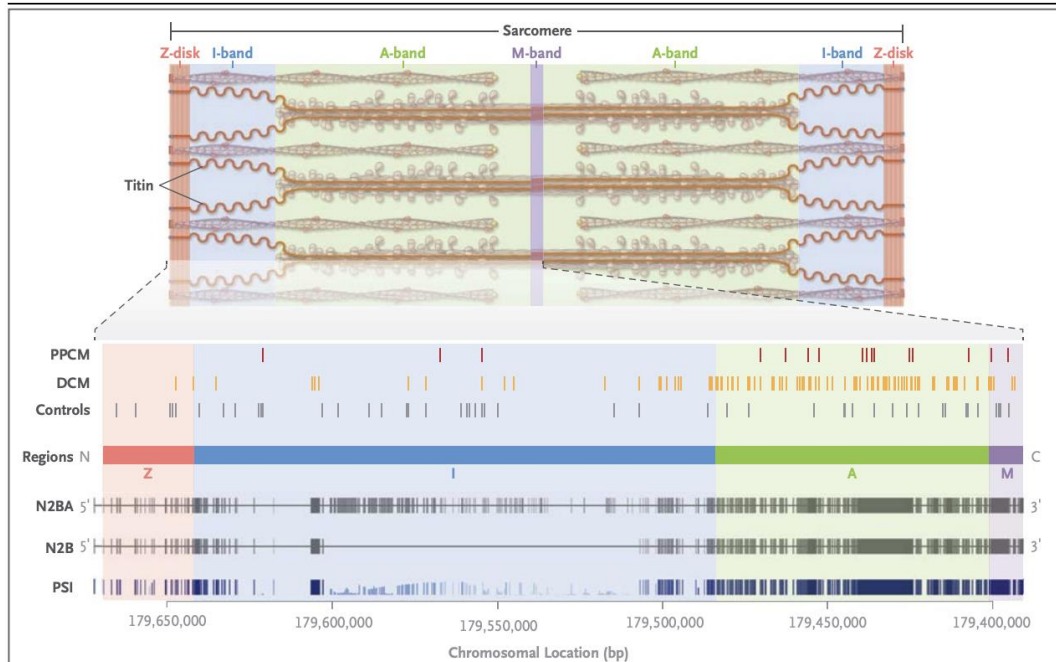 Sarcomere
Z-disk I-band A-band M-band A-band I-band Z-disk
Titin
PPCM
DCM
Controls
Regions N C
Z I A M
N2BA 5' 3'
N2B 5' 3'
PSI
179,650,000 179,600,000 179,550,000 179,500,000 179,450,000 179,400,000
Chromosomal Location (bp)